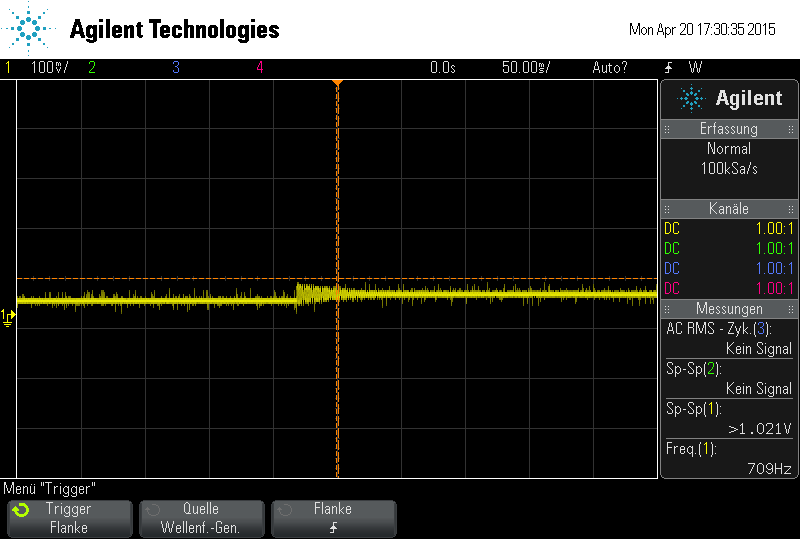 Agilent Technologies
Mon Apr 20 17:30:35 2015
1 100mV/ 2 3 4 0.0s 50.00ms/ Auto? W
Agilent
Erfassung
Normal
100kSa/s
Kanäle
DC 1.00:1
DC 1.00:1
DC 1.00:1
DC 1.00:1
Messungen
AC RMS - Zyk.(3):
Kein Signal
Sp-Sp(2):
Kein Signal
Sp-Sp(1):
>1.021V
Freq.(1):
709Hz
1
Menü "Trigger"
Trigger
Flanke
Quelle
Wellenf.-Gen.
Flanke